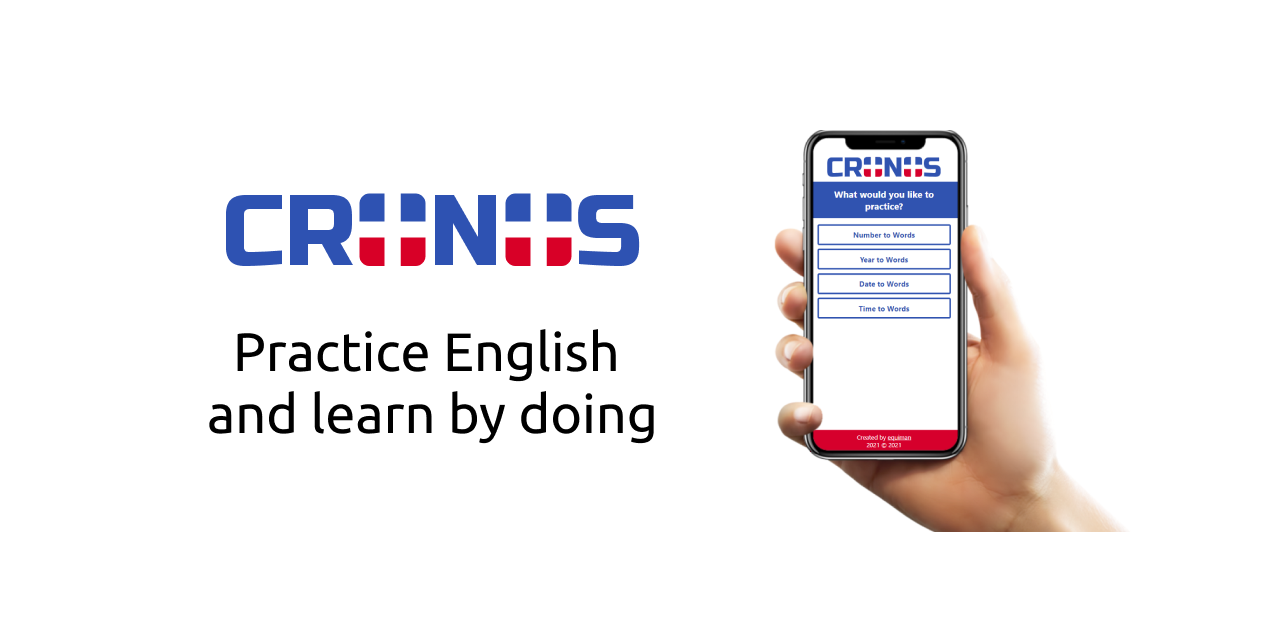 CRONOS
Practice English
and learn by doing
CRONOS
What would you like to
practice?
Number to Words
Year to Words
Date to Words
Time to Words
Created by equiman
2021 © 2021